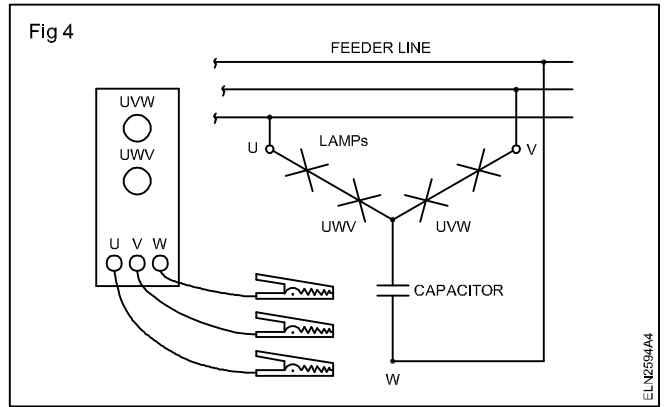 Fig 4
FEEDER LINE
UVW
UWV
U V W
LAMPs
U
V
UWV
UVW
CAPACITOR
W
ELN2594A4